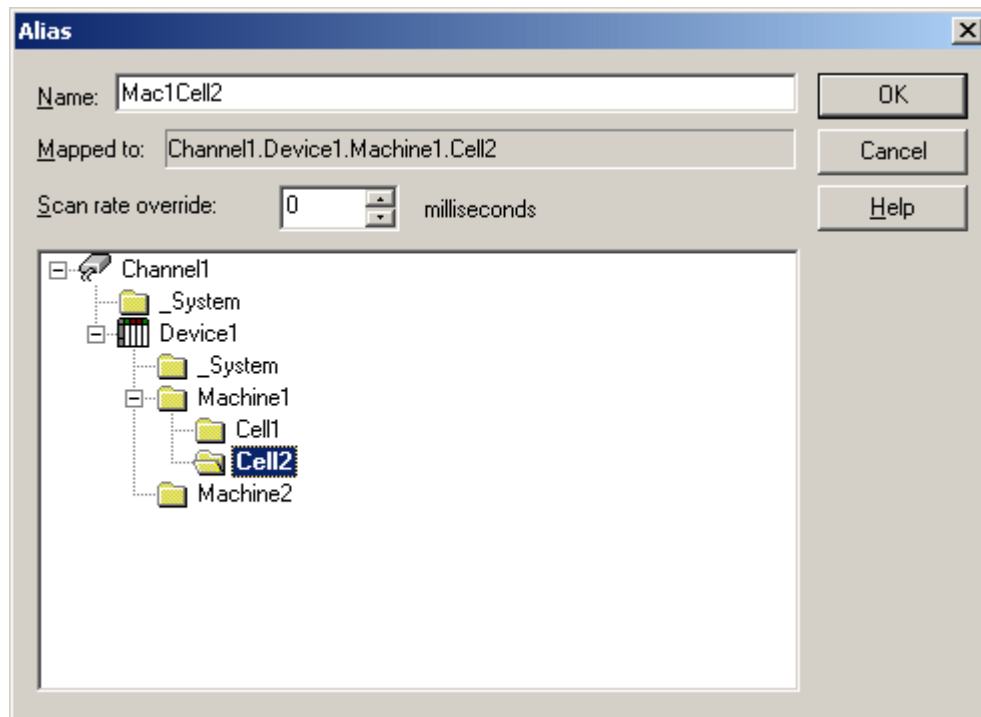 Alias
Name: Mac1Cell2
OK
Mapped to: Channel1.Device1.Machine1.Cell2
Cancel
Scan rate override: 0 milliseconds
Help
Channel1
_System
Device1
_System
Machine1
Cell1
Cell2
Machine2